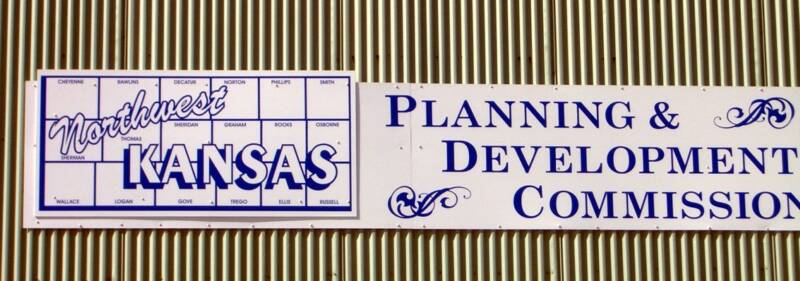 CHEYENNE RAWLINS DECATUR NORTON PHILLIPS SMITH
Northwest
THOMAS SHERIDAN GRAHAM ROOKS OSBORNE
SHERMAN
KANSAS
WALLACE LOGAN GOVE TREGO ELLIS RUSSELL
PLANNING &
DEVELOPMENT
COMMISSION